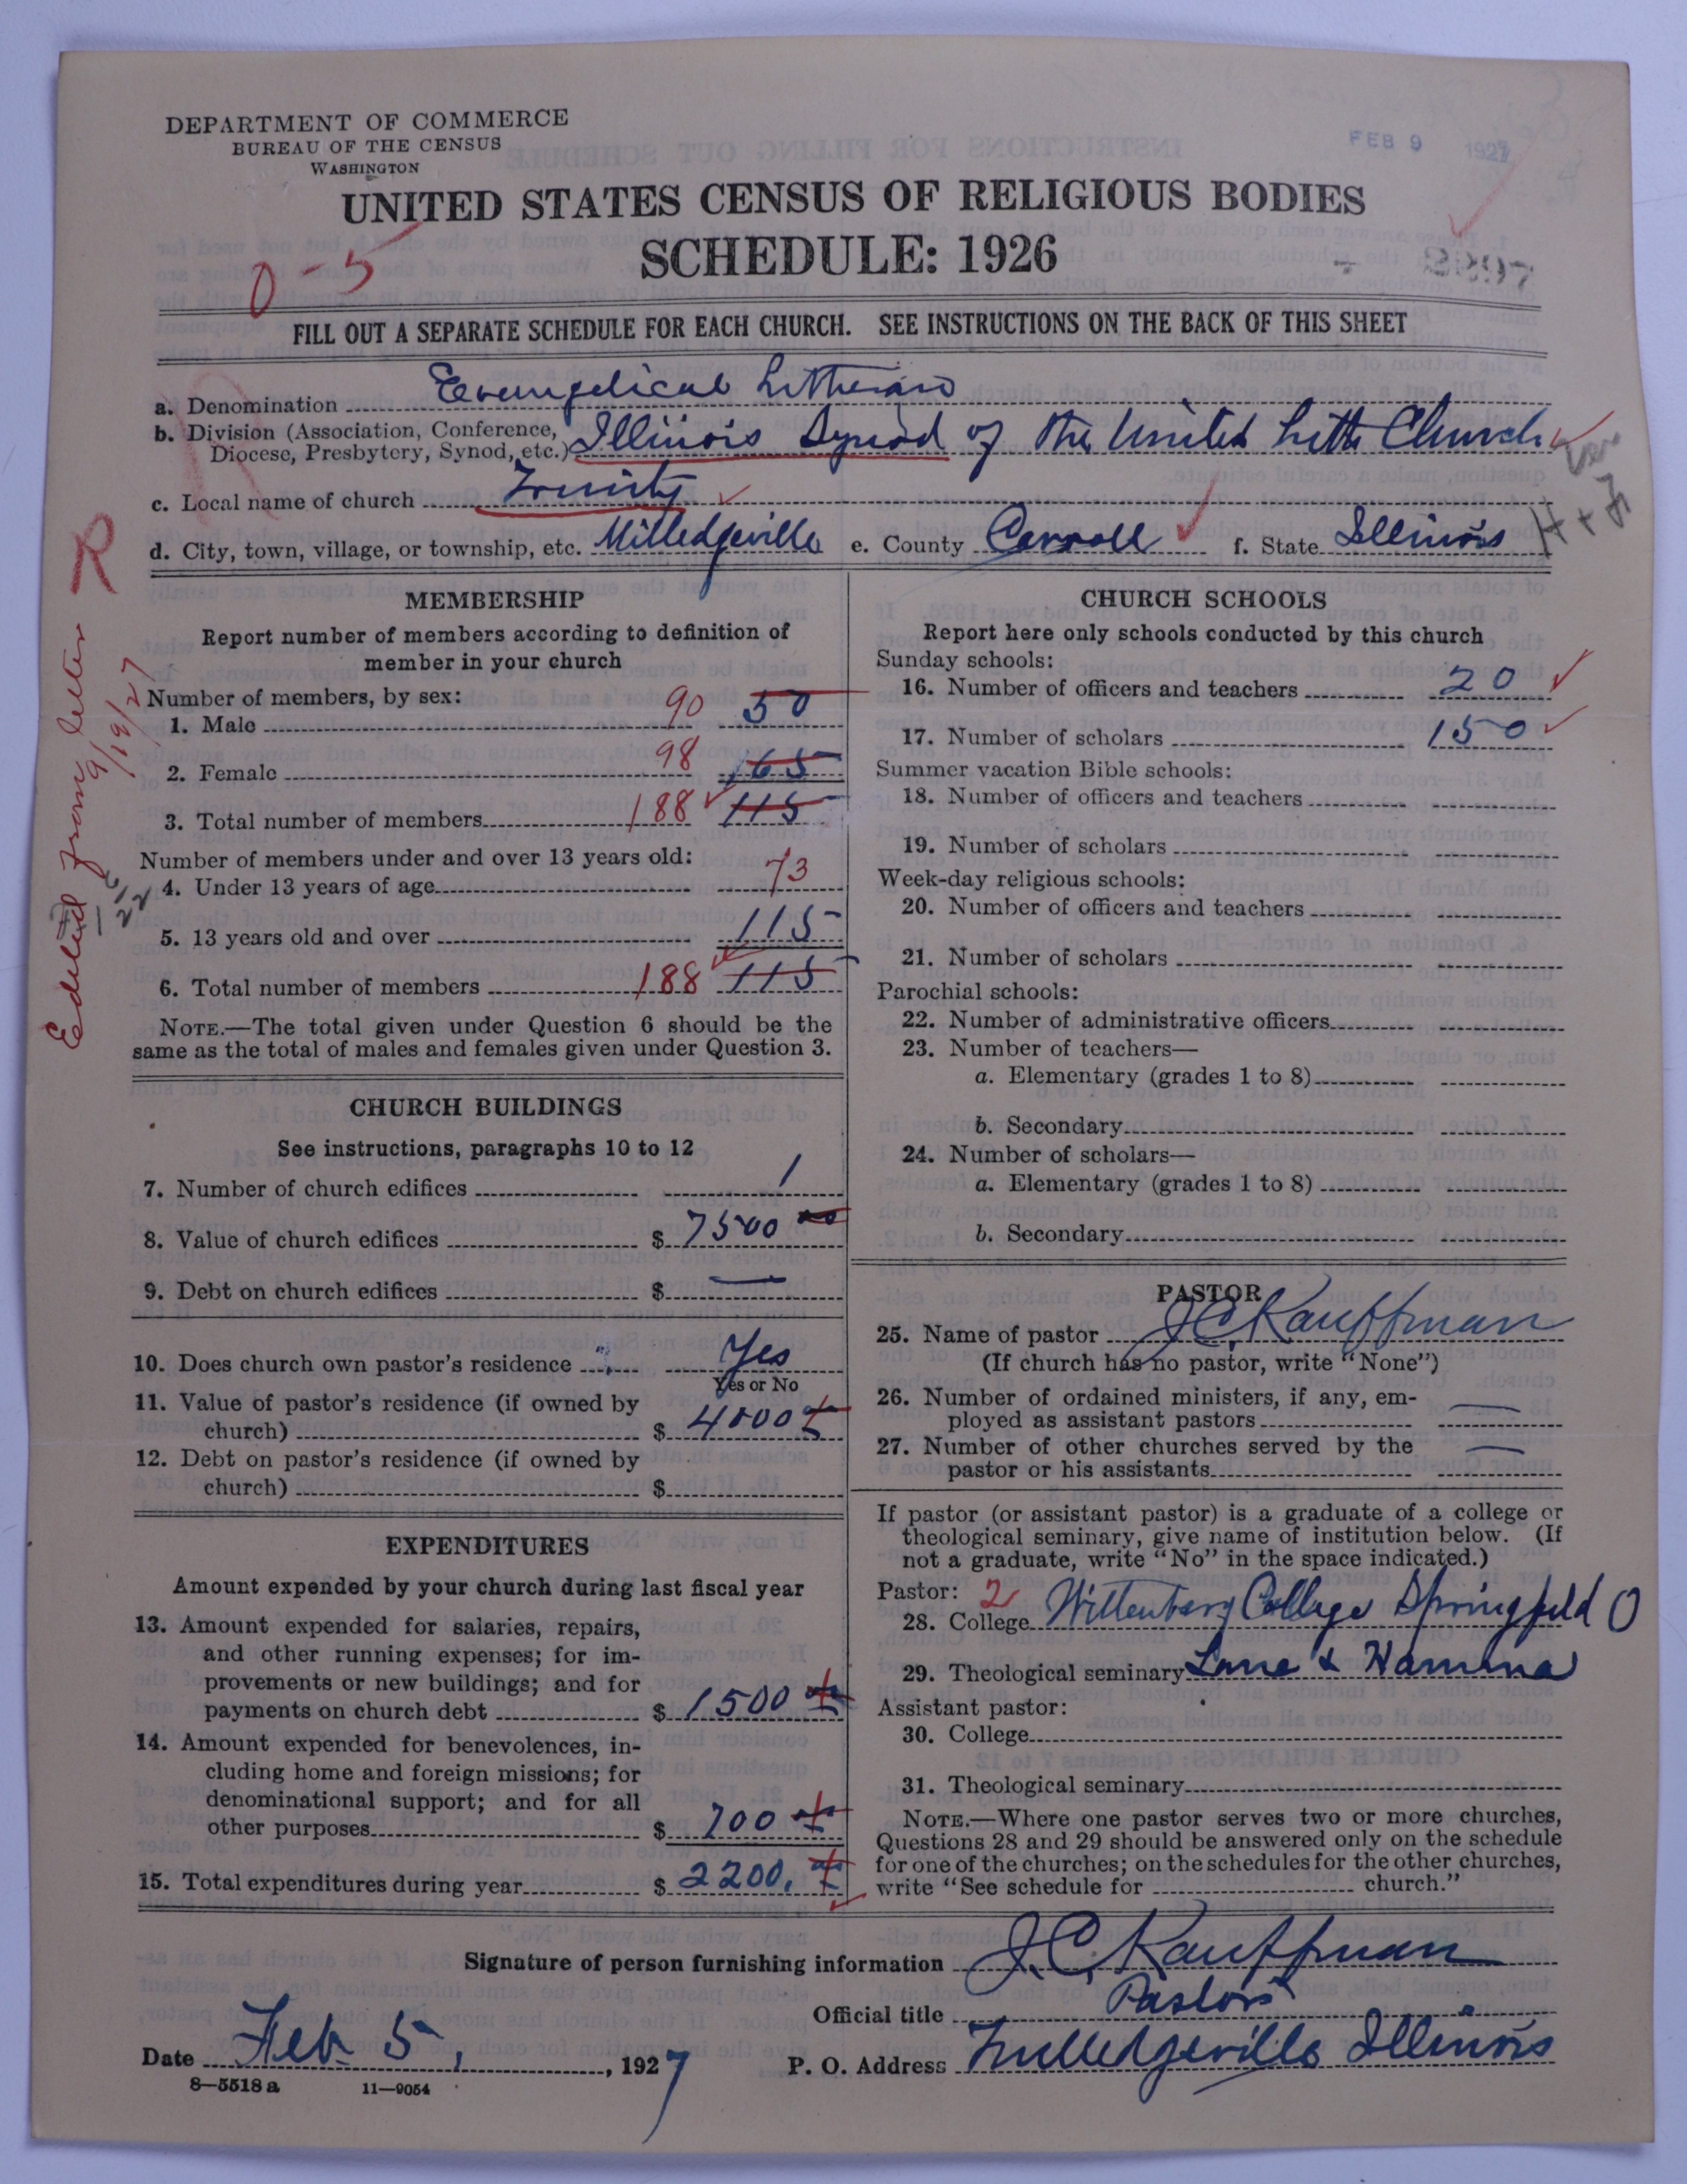 DEPARTMENT OF COMMERCE
BUREAU OF THE CENSUS
WASHINGTON
FEB 9 1927
UNITED STATES CENSUS OF RELIGIOUS BODIES
SCHEDULE: 1926
0-5
FILL OUT A SEPARATE SCHEDULE FOR EACH CHURCH. SEE INSTRUCTIONS ON THE BACK OF THIS SHEET
a. Denomination Evangelical Lutheran
b. Division (Association, Conference, Diocese, Presbytery, Synod, etc.) Illinois Synod of the United Luth Church
c. Local name of church Trinity
d. City, town, village, or township, etc. Milledgeville e. County Carroll f. State Illinois
R
Edited from letter 9/19/27
MEMBERSHIP
Report number of members according to definition of
member in your church
Number of members, by sex:
1. Male 90 50
2. Female 98 65
3. Total number of members 188 115
Number of members under and over 13 years old:
4. Under 13 years of age 73
5. 13 years old and over 115
6. Total number of members 188 115
NOTE.—The total given under Question 6 should be the
same as the total of males and females given under Question 3.
CHURCH BUILDINGS
See instructions, paragraphs 10 to 12
7. Number of church edifices 1
8. Value of church edifices $ 7500 00
9. Debt on church edifices $ —
10. Does church own pastor's residence Yes
Yes or No
11. Value of pastor's residence (if owned by
church) $ 4000
12. Debt on pastor's residence (if owned by
church) $
EXPENDITURES
Amount expended by your church during last fiscal year
13. Amount expended for salaries, repairs,
and other running expenses; for im-
provements or new buildings; and for
payments on church debt $ 1500
14. Amount expended for benevolences, in-
cluding home and foreign missions; for
denominational support; and for all
other purposes $ 700
15. Total expenditures during year $ 2200.
CHURCH SCHOOLS
Report here only schools conducted by this church
Sunday schools:
16. Number of officers and teachers 20
17. Number of scholars 150
Summer vacation Bible schools:
18. Number of officers and teachers
19. Number of scholars
Week-day religious schools:
20. Number of officers and teachers
21. Number of scholars
Parochial schools:
22. Number of administrative officers
23. Number of teachers—
a. Elementary (grades 1 to 8)
b. Secondary
24. Number of scholars—
a. Elementary (grades 1 to 8)
b. Secondary
PASTOR
25. Name of pastor J C Kauffman
(If church has no pastor, write "None")
26. Number of ordained ministers, if any, em-
ployed as assistant pastors —
27. Number of other churches served by the
pastor or his assistants —
If pastor (or assistant pastor) is a graduate of a college or
theological seminary, give name of institution below. (If
not a graduate, write "No" in the space indicated.)
Pastor: 2
28. College Wittenberg College Springfield O
29. Theological seminary Lane & Hamma
Assistant pastor:
30. College
31. Theological seminary
NOTE.—Where one pastor serves two or more churches,
Questions 28 and 29 should be answered only on the schedule
for one of the churches; on the schedules for the other churches,
write "See schedule for church."
Signature of person furnishing information J. C. Kauffman
Official title Pastor
Date Feb 5, 1927 P. O. Address Milledgeville Illinois
8—5518 a 11—9054